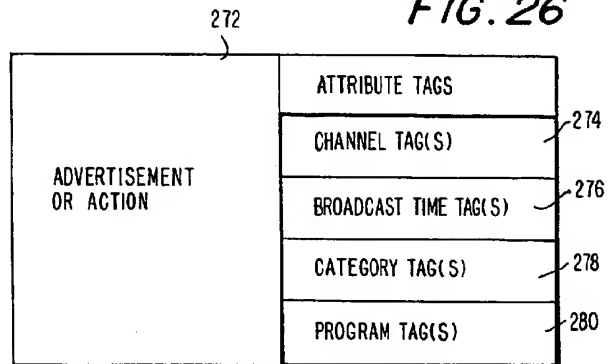 FIG. 26
272
ADVERTISEMENT
OR ACTION
ATTRIBUTE TAGS
CHANNEL TAG(S)
274
BROADCAST TIME TAG(S)
276
CATEGORY TAG(S)
278
PROGRAM TAG(S)
280